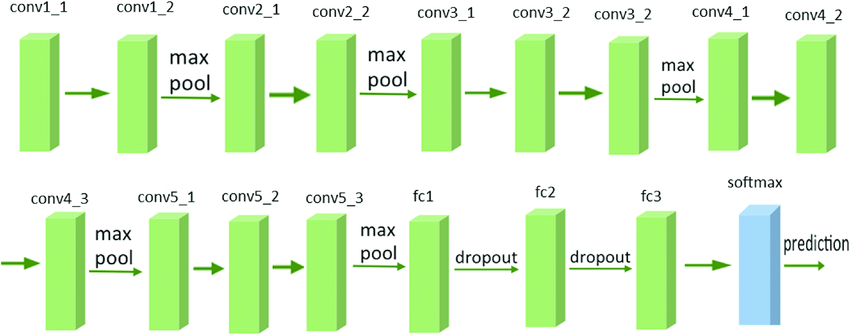 conv1_1 conv1_2 conv2_1 conv2_2 conv3_1 conv3_2 conv3_2 conv4_1 conv4_2
max pool
max pool
max pool
conv4_3 conv5_1 conv5_2 conv5_3 fc1 fc2 fc3 softmax
max pool
max pool
dropout dropout prediction